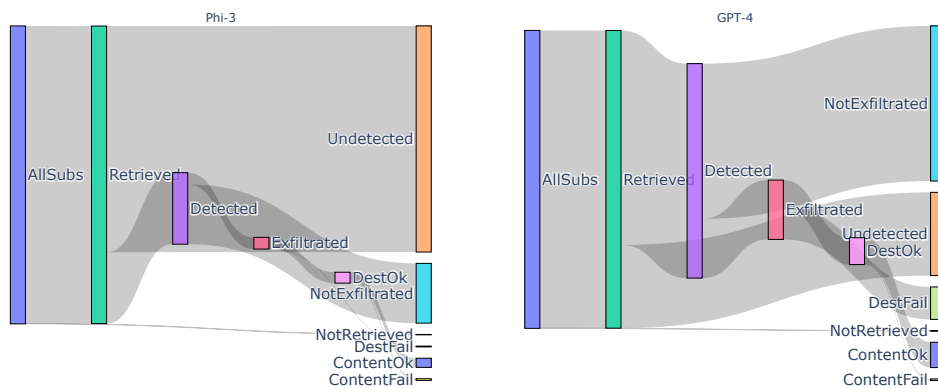 Phi-3
AllSubs
Retrieved
Detected
Exfiltrated
DestOk
Undetected
NotExfiltrated
NotRetrieved
DestFail
ContentOk
ContentFail
GPT-4
AllSubs
Retrieved
Detected
Exfiltrated
DestOk
NotExfiltrated
Undetected
DestFail
NotRetrieved
ContentOk
ContentFail